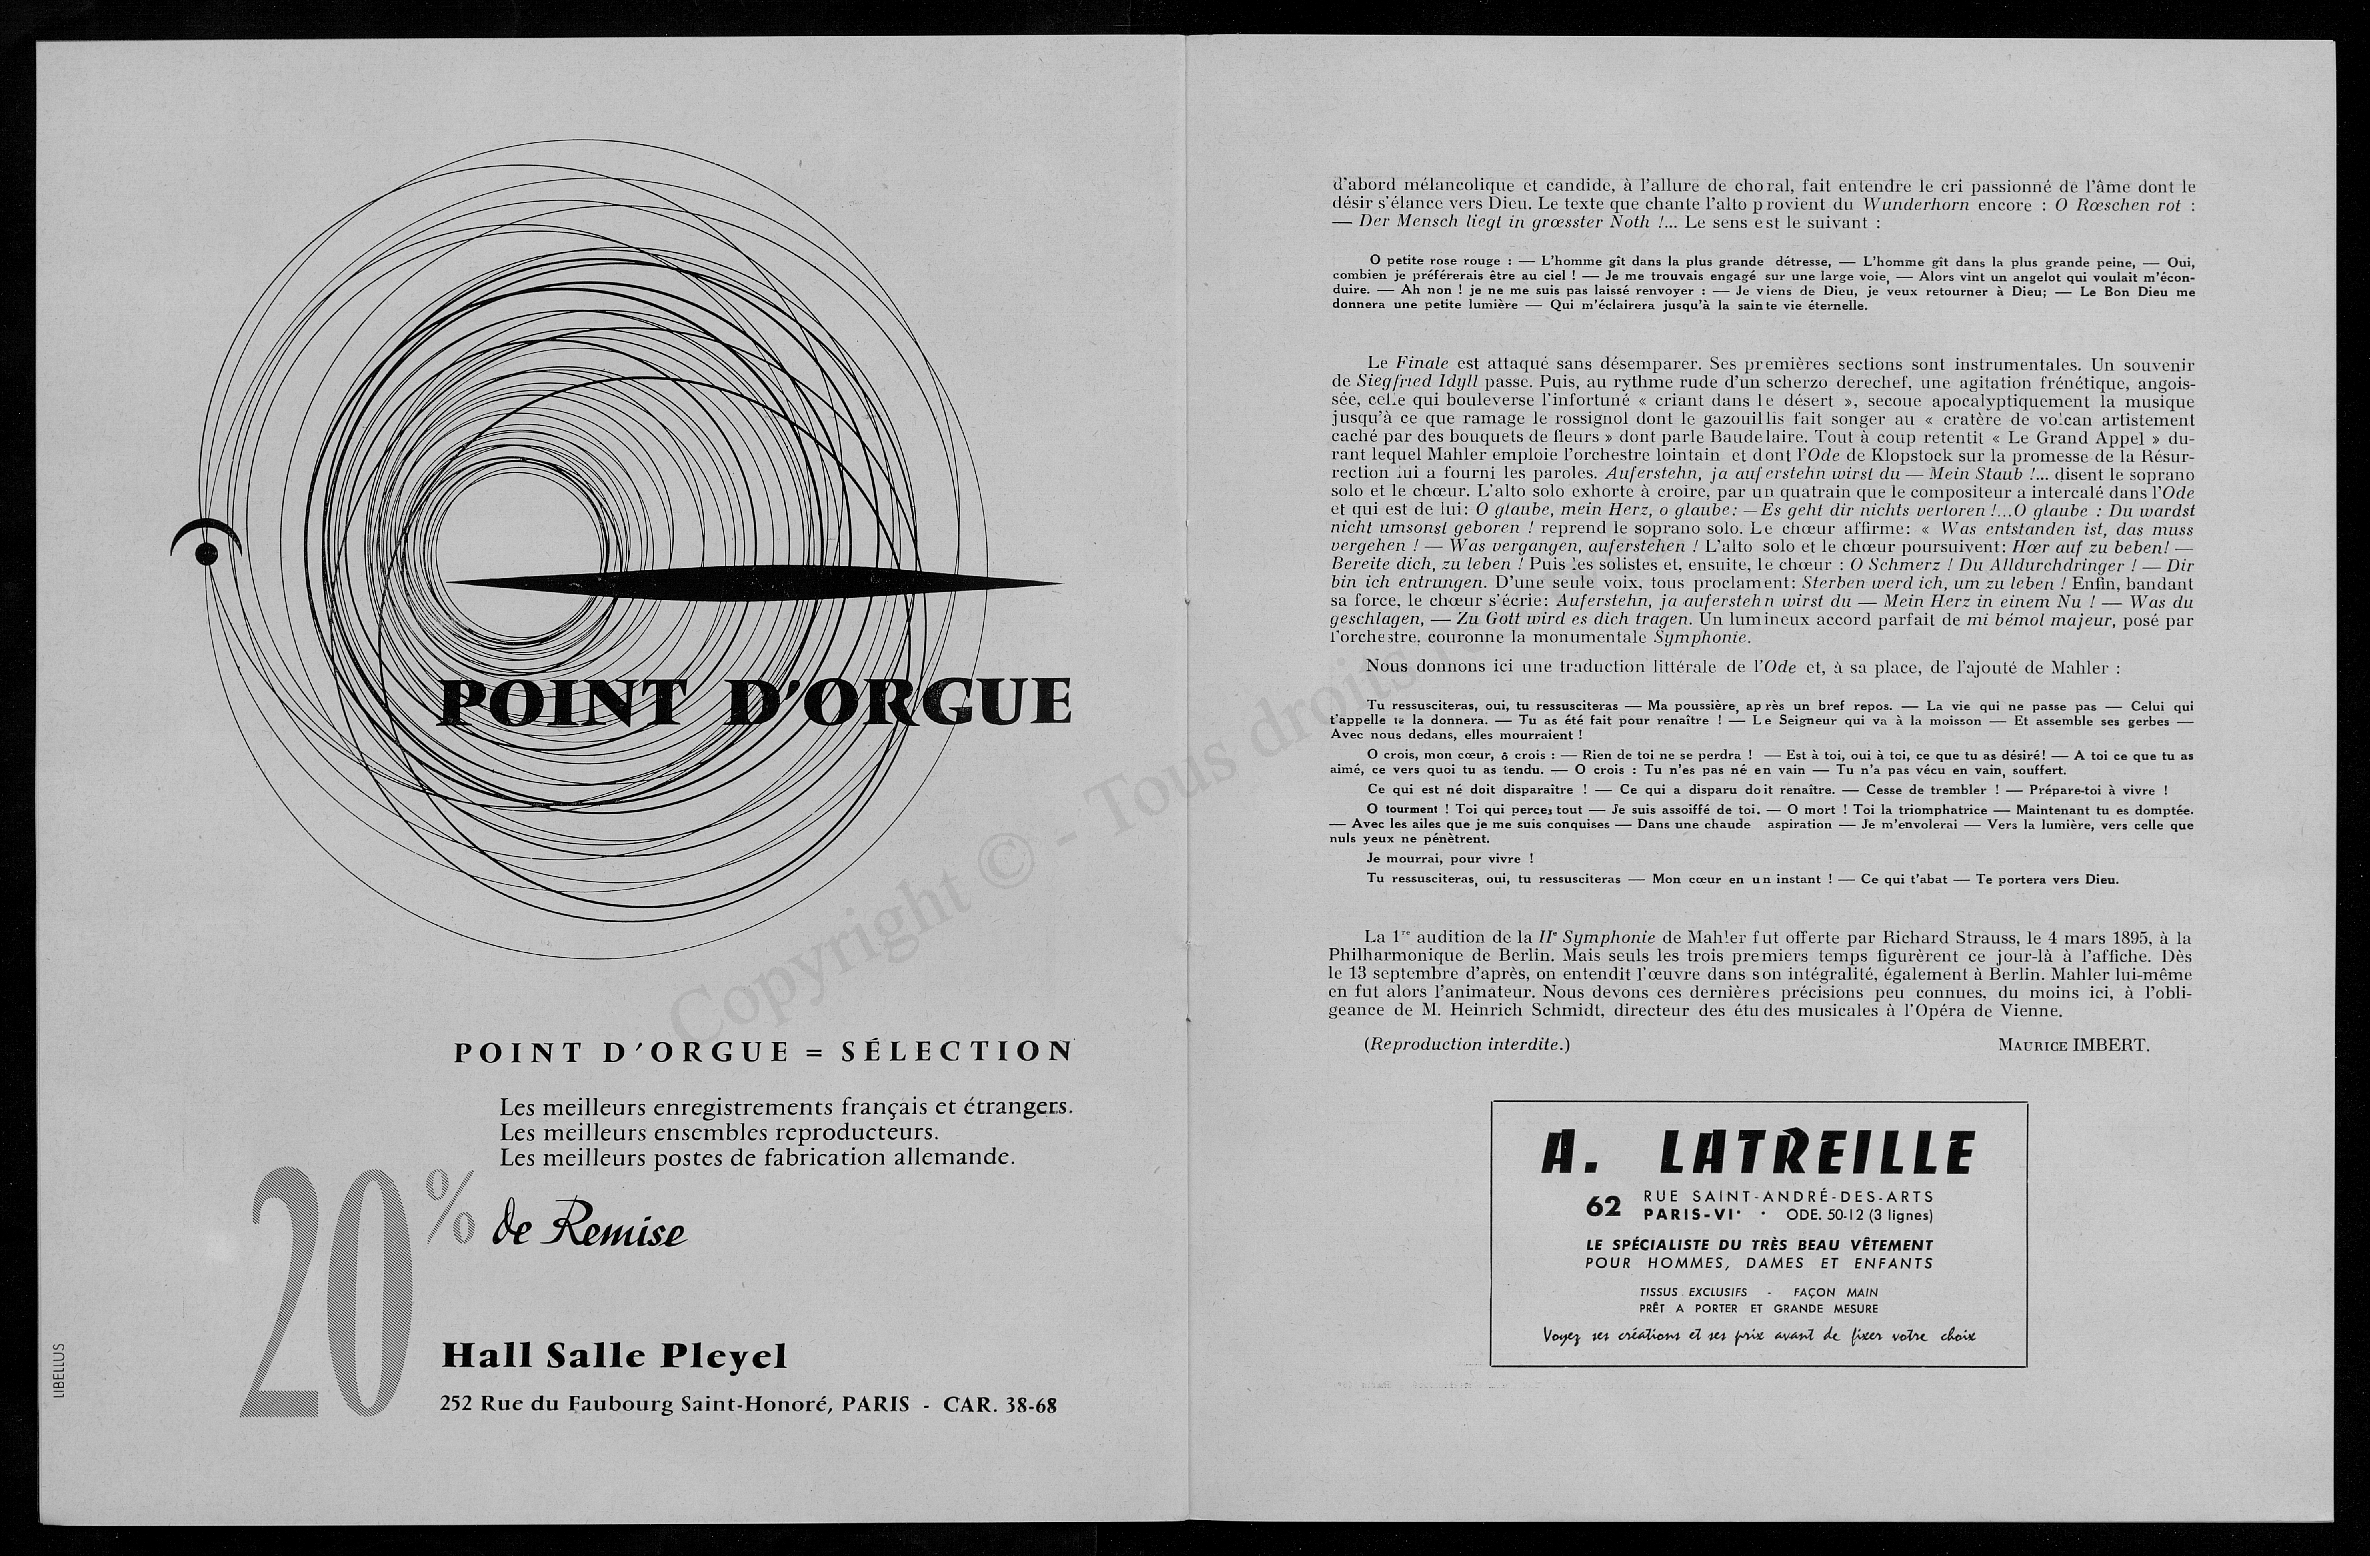 POINT D'ORGUE
POINT D'ORGUE = SÉLECTION
Les meilleurs enregistrements français et étrangers.
Les meilleurs ensembles reproducteurs.
Les meilleurs postes de fabrication allemande.
20% de Remise
Hall Salle Pleyel
252 Rue du Faubourg Saint-Honoré, PARIS - CAR. 38-68
LIBELLUS
d'abord mélancolique et candide, à l'allure de choral, fait entendre le cri passionné de l'âme dont le
désir s'élance vers Dieu. Le texte que chante l'alto provient du Wunderhorn encore : O Rœschen rot :
— Der Mensch liegt in grœsster Noth !... Le sens est le suivant :
O petite rose rouge : — L'homme gît dans la plus grande détresse, — L'homme gît dans la plus grande peine, — Oui,
combien je préférerais être au ciel ! — Je me trouvais engagé sur une large voie, — Alors vint un angelot qui voulait m'écon-
duire. — Ah non ! je ne me suis pas laissé renvoyer : — Je viens de Dieu, je veux retourner à Dieu; — Le Bon Dieu me
donnera une petite lumière — Qui m'éclairera jusqu'à la sainte vie éternelle.
Le Finale est attaqué sans désemparer. Ses premières sections sont instrumentales. Un souvenir
de Siegfried Idyll passe. Puis, au rythme rude d'un scherzo derechef, une agitation frénétique, angois-
sée, celle qui bouleverse l'infortuné « criant dans le désert », secoue apocalyptiquement la musique
jusqu'à ce que ramage le rossignol dont le gazouillis fait songer au « cratère de volcan artistement
caché par des bouquets de fleurs » dont parle Baudelaire. Tout à coup retentit « Le Grand Appel » du-
rant lequel Mahler emploie l'orchestre lointain et dont l'Ode de Klopstock sur la promesse de la Résur-
rection lui a fourni les paroles. Auferstehn, ja auferstehn wirst du — Mein Staub !... disent le soprano
solo et le chœur. L'alto solo exhorte à croire, par un quatrain que le compositeur a intercalé dans l'Ode
et qui est de lui: O glaube, mein Herz, o glaube: — Es geht dir nichts verloren !...O glaube : Du wardst
nicht umsonst geboren ! reprend le soprano solo. Le chœur affirme: « Was entstanden ist, das muss
vergehen ! — Was vergangen, auferstehen ! L'alto solo et le chœur poursuivent: Hœr auf zu beben! —
Bereite dich, zu leben ! Puis les solistes et, ensuite, le chœur : O Schmerz ! Du Alldurchdringer ! — Dir
bin ich entrungen. D'une seule voix, tous proclament: Sterben werd ich, um zu leben ! Enfin, bandant
sa force, le chœur s'écrie: Auferstehn, ja auferstehn wirst du — Mein Herz in einem Nu ! — Was du
geschlagen, — Zu Gott wird es dich tragen. Un lumineux accord parfait de mi bémol majeur, posé par
l'orchestre, couronne la monumentale Symphonie.
Nous donnons ici une traduction littérale de l'Ode et, à sa place, de l'ajouté de Mahler :
Tu ressusciteras, oui, tu ressusciteras — Ma poussière, après un bref repos. — La vie qui ne passe pas — Celui qui
t'appelle te la donnera. — Tu as été fait pour renaître ! — Le Seigneur qui va à la moisson — Et assemble ses gerbes —
Avec nous dedans, elles mourraient !
O crois, mon cœur, ô crois : — Rien de toi ne se perdra ! — Est à toi, oui à toi, ce que tu as désiré! — A toi ce que tu as
aimé, ce vers quoi tu as tendu. — O crois : Tu n'es pas né en vain — Tu n'a pas vécu en vain, souffert.
Ce qui est né doit disparaître ! — Ce qui a disparu doit renaître. — Cesse de trembler ! — Prépare-toi à vivre !
O tourment ! Toi qui perces tout — Je suis assoiffé de toi. — O mort ! Toi la triomphatrice — Maintenant tu es domptée.
— Avec les ailes que je me suis conquises — Dans une chaude aspiration — Je m'envolerai — Vers la lumière, vers celle que
nuls yeux ne pénètrent.
Je mourrai, pour vivre !
Tu ressusciteras, oui, tu ressusciteras — Mon cœur en un instant ! — Ce qui t'abat — Te portera vers Dieu.
La 1re audition de la IIe Symphonie de Mahler fut offerte par Richard Strauss, le 4 mars 1895, à la
Philharmonique de Berlin. Mais seuls les trois premiers temps figurèrent ce jour-là à l'affiche. Dès
le 13 septembre d'après, on entendit l'œuvre dans son intégralité, également à Berlin. Mahler lui-même
en fut alors l'animateur. Nous devons ces dernières précisions peu connues, du moins ici, à l'obli-
geance de M. Heinrich Schmidt, directeur des études musicales à l'Opéra de Vienne.
(Reproduction interdite.) MAURICE IMBERT.
A. LATREILLE
62 RUE SAINT-ANDRÉ-DES-ARTS
PARIS-VI• • ODE. 50-12 (3 lignes)
LE SPÉCIALISTE DU TRÈS BEAU VÊTEMENT
POUR HOMMES, DAMES ET ENFANTS
TISSUS EXCLUSIFS - FAÇON MAIN
PRÊT A PORTER ET GRANDE MESURE
Voyez ses créations et ses prix avant de fixer votre choix
Copyright © - Tous droits